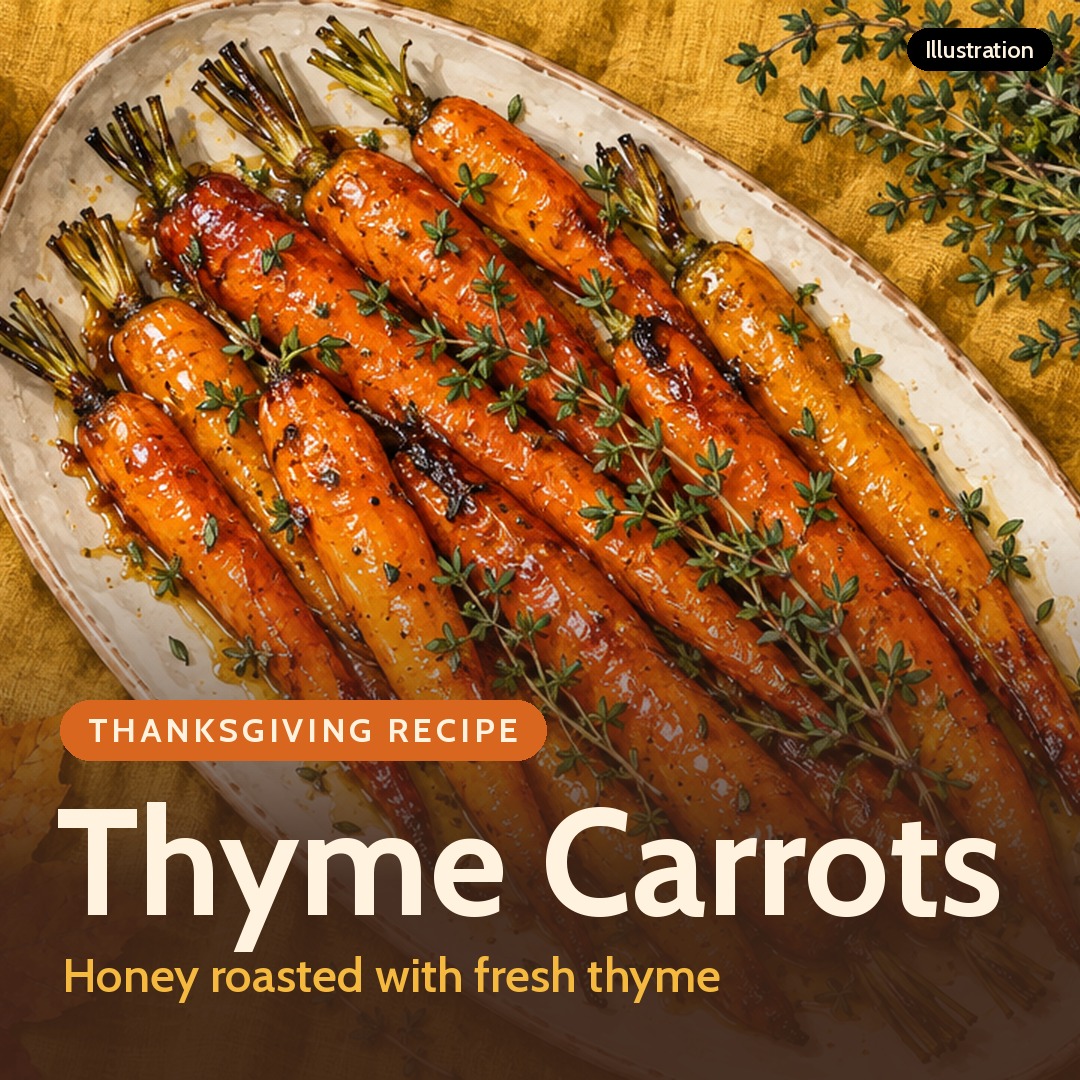 Illustration
THANKSGIVING RECIPE
Thyme Carrots
Honey roasted with fresh thyme